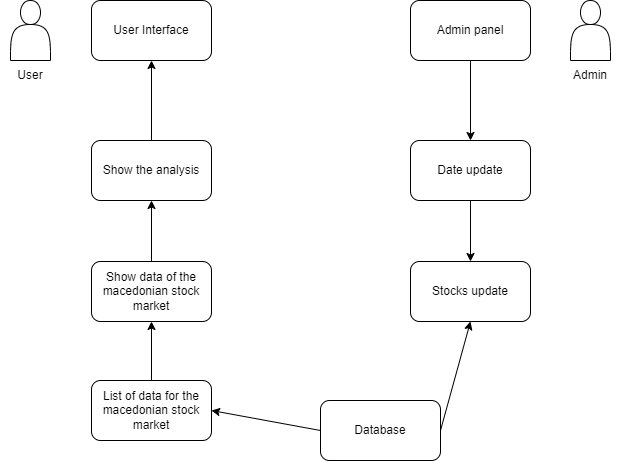 User Interface
Admin panel
User
Admin
Show the analysis
Date update
Show data of the
macedonian stock
market
Stocks update
List of data for the
macedonian stock
market
Database